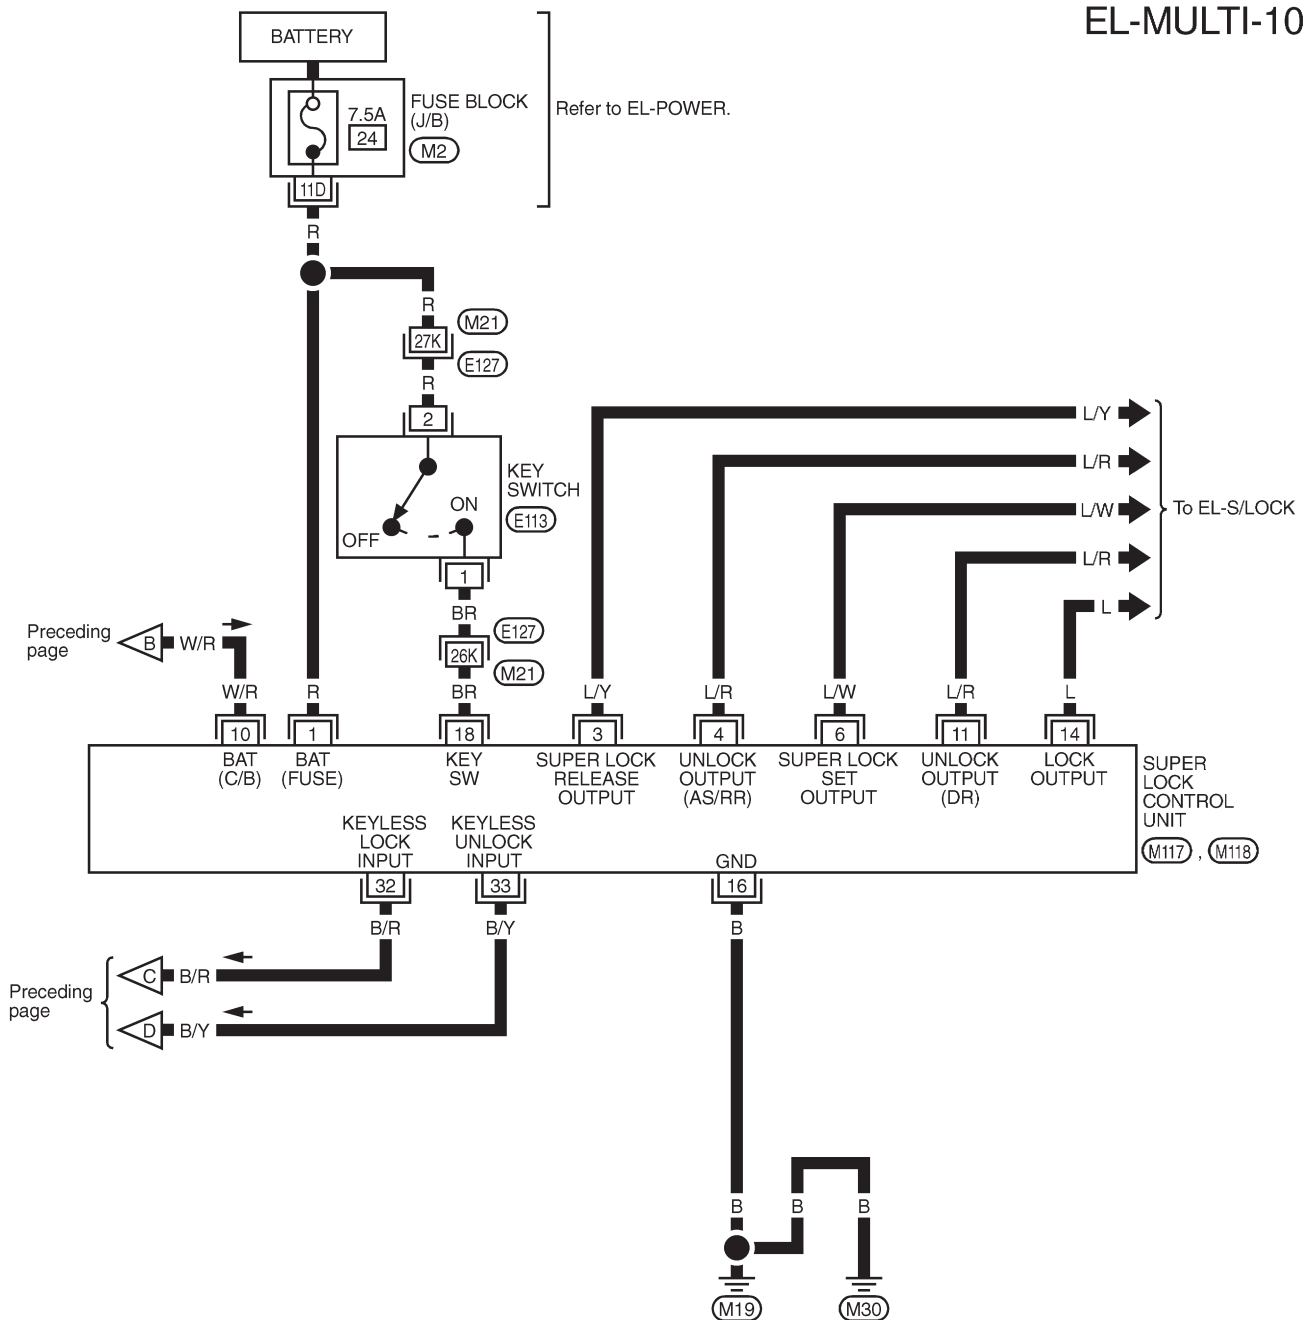 EL-MULTI-10
BATTERY
7.5A
24
FUSE BLOCK
(J/B)
M2
Refer to EL-POWER.
11D
R
R
M21
27K
E127
R
2
KEY
SWITCH
E113
ON
OFF
1
BR
E127
26K
M21
BR
L/Y
L/R
L/W
L/R
L
To EL-S/LOCK
Preceding
page
B
W/R
W/R
R
L/Y
L/R
L/W
L/R
L
10
1
18
3
4
6
11
14
BAT
(C/B)
BAT
(FUSE)
KEY
SW
SUPER LOCK
RELEASE
OUTPUT
UNLOCK
OUTPUT
(AS/RR)
SUPER LOCK
SET
OUTPUT
UNLOCK
OUTPUT
(DR)
LOCK
OUTPUT
SUPER
LOCK
CONTROL
UNIT
M117 , M118
KEYLESS
LOCK
INPUT
KEYLESS
UNLOCK
INPUT
GND
32
33
16
B/R
B/Y
B
Preceding
page
C
B/R
D
B/Y
B
B
B
M19
M30